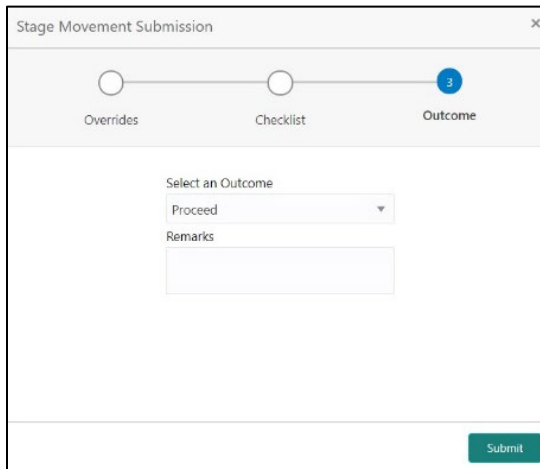 Stage Movement Submission
×
3
Overrides Checklist Outcome
Select an Outcome
Proceed
Remarks
Submit